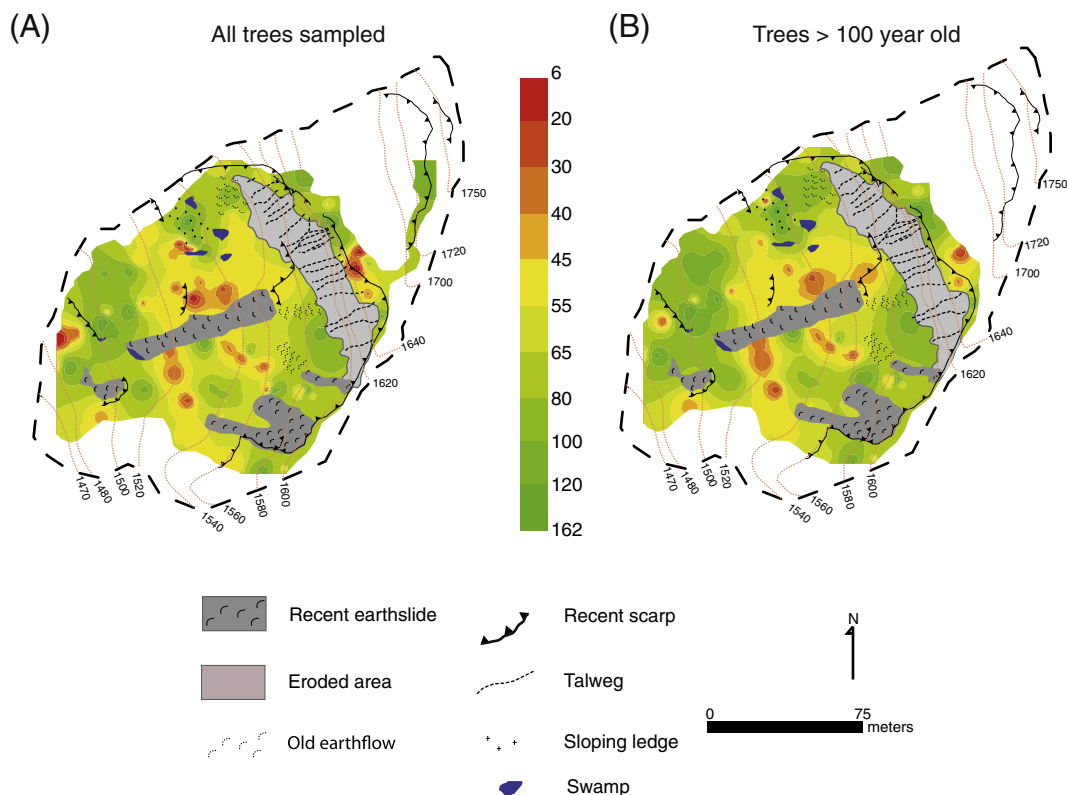 (A)
All trees sampled
(B)
Trees > 100 year old
6
20
30
40
45
55
65
80
100
120
162
1750
1720
1700
1640
1620
1600
1580
1560
1540
1520
1500
1480
1470
1750
1720
1700
1640
1620
1600
1580
1560
1540
1520
1500
1480
1470
Recent earthslide
Eroded area
Old earthflow
Recent scarp
Talweg
Sloping ledge
Swamp
N
0 75
meters